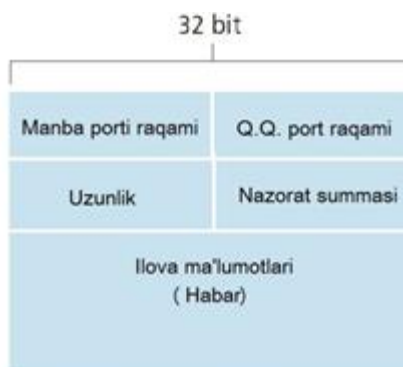 32 bit
Manba porti raqami
Q.Q. port raqami
Uzunlik
Nazorat summasi
Ilova ma'lumotlari
( Habar)